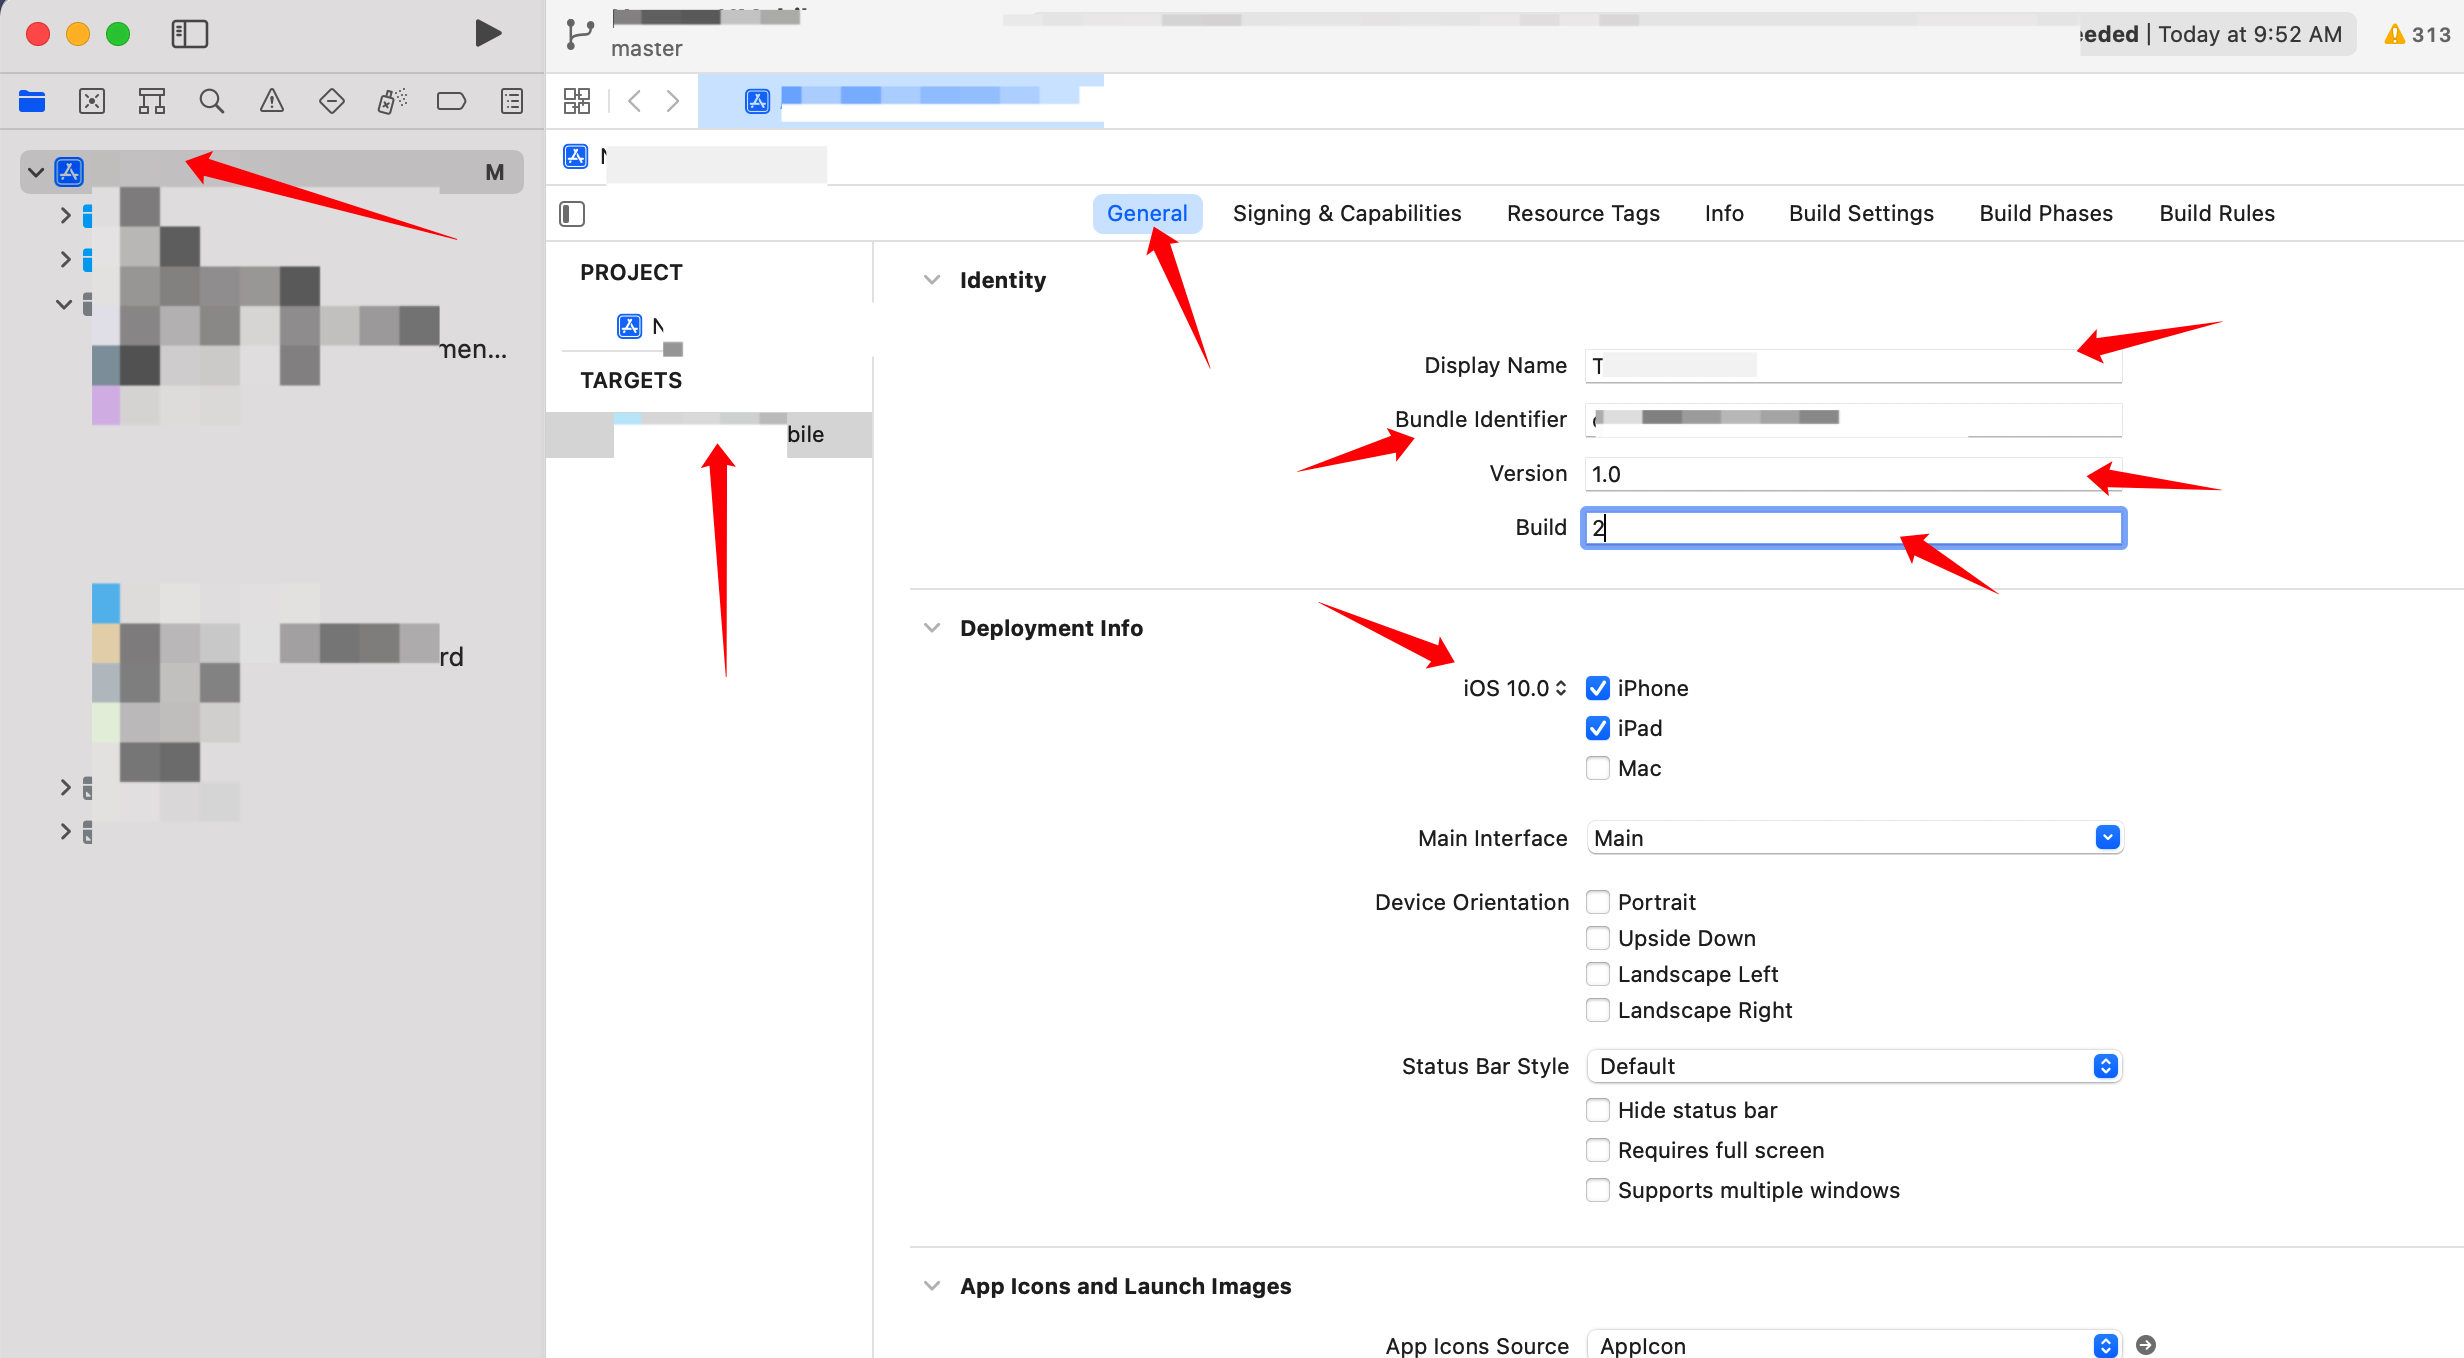 master
eeded | Today at 9:52 AM
313
M
men...
rd
General
Signing & Capabilities
Resource Tags
Info
Build Settings
Build Phases
Build Rules
PROJECT
N
TARGETS
bile
Identity
Display Name
T
Bundle Identifier
Version
1.0
Build
2
Deployment Info
iOS 10.0
iPhone
iPad
Mac
Main Interface
Main
Device Orientation
Portrait
Upside Down
Landscape Left
Landscape Right
Status Bar Style
Default
Hide status bar
Requires full screen
Supports multiple windows
App Icons and Launch Images
App Icons Source
AppIcon